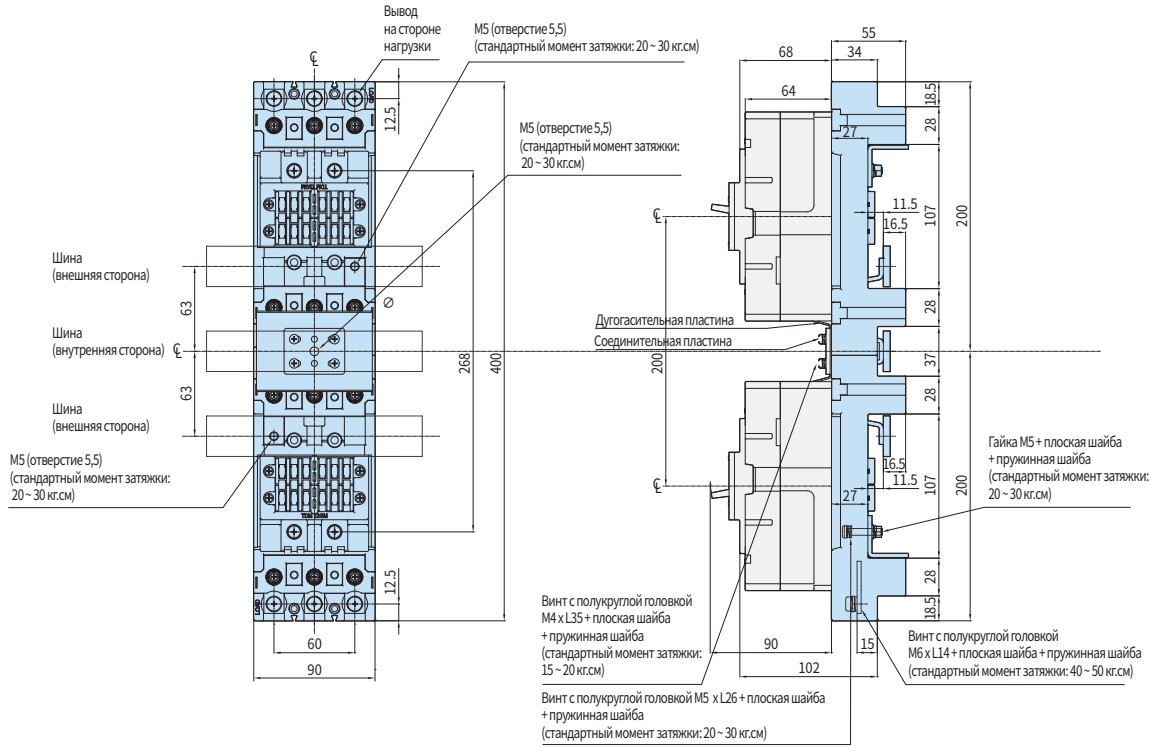 Вывод
на стороне
нагрузки
M5 (отверстие 5,5)
(стандартный момент затяжки: 20 ~ 30 кг.см)
M5 (отверстие 5,5)
(стандартный момент затяжки:
20 ~ 30 кг.см)
LOAD
12.5
Шина
(внешняя сторона)
63
Шина
(внутренняя сторона)
63
Шина
(внешняя сторона)
M5 (отверстие 5,5)
(стандартный момент затяжки:
20 ~ 30 кг.см)
268
400
12.5
LOAD
60
90
55
34
68
64
18.5
28
27
11.5
16.5
107
200
28
Дугогасительная пластина
Соединительная пластина
200
37
28
16.5
11.5
107
200
27
28
18.5
Гайка M5 + плоская шайба
+ пружинная шайба
(стандартный момент затяжки:
20 ~ 30 кг.см)
Винт с полукруглой головкой
M4 x L35 + плоская шайба
+ пружинная шайба
(стандартный момент затяжки:
15 ~ 20 кг.см)
90
15
102
Винт с полукруглой головкой
M6 x L14 + плоская шайба + пружинная шайба
(стандартный момент затяжки: 40 ~ 50 кг.см)
Винт с полукруглой головкой M5 x L26 + плоская шайба
+ пружинная шайба
(стандартный момент затяжки: 20 ~ 30 кг.см)